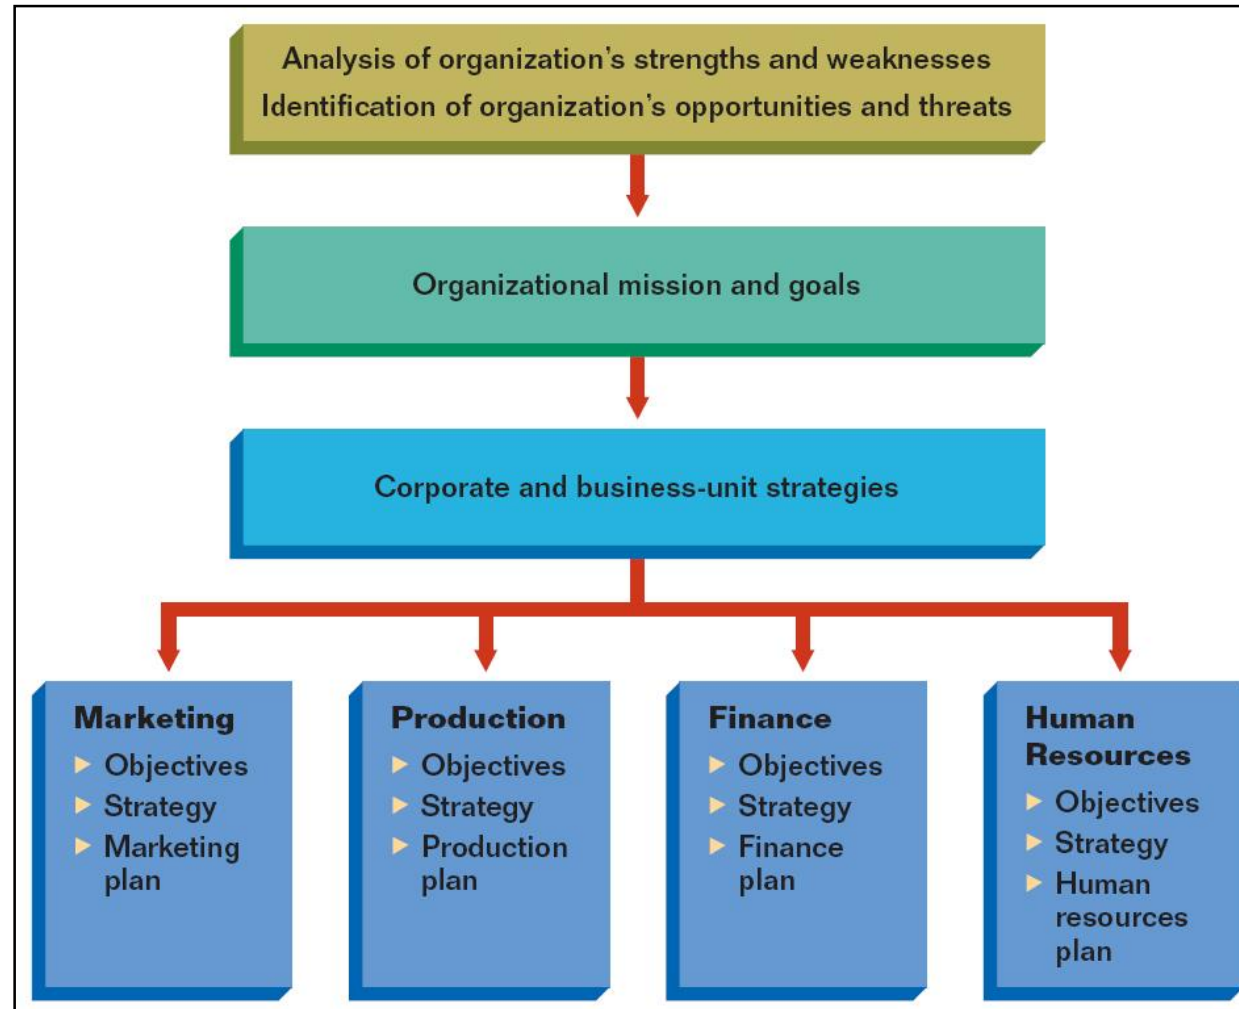 Analysis of organization’s strengths and weaknesses
Identification of organization’s opportunities and threats
Organizational mission and goals
Corporate and business-unit strategies
Marketing
Objectives
Strategy
Marketing
plan
Production
Objectives
Strategy
Production
plan
Finance
Objectives
Strategy
Finance
plan
Human
Resources
Objectives
Strategy
Human
resources
plan